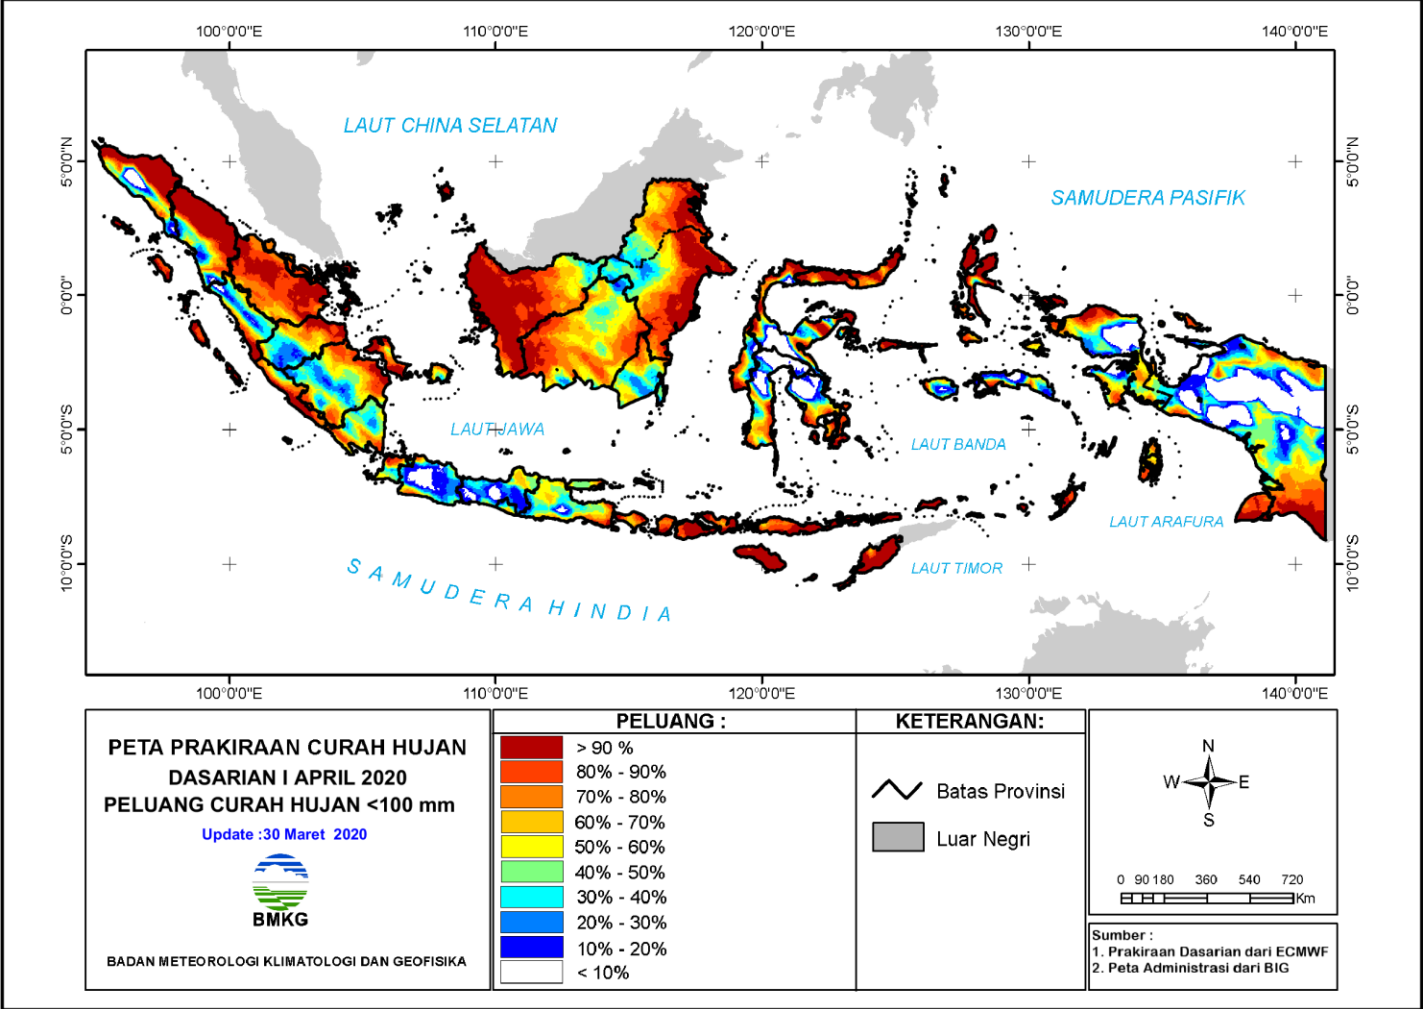 100°0'0"E 110°0'0"E 120°0'0"E 130°0'0"E 140°0'0"E
LAUT CHINA SELATAN
5°0'0"N 5°0'0"N
SAMUDERA PASIFIK
0°0'0" 0°0'0"
5°0'0"S 5°0'0"S
LAUT JAWA
LAUT BANDA
LAUT ARAFURA
10°0'0"S 10°0'0"S
LAUT TIMOR
SAMUDERA HINDIA
100°0'0"E 110°0'0"E 120°0'0"E 130°0'0"E 140°0'0"E
PETA PRAKIRAAN CURAH HUJAN
DASARIAN I APRIL 2020
PELUANG CURAH HUJAN <100 mm
Update :30 Maret 2020
BMKG
BADAN METEOROLOGI KLIMATOLOGI DAN GEOFISIKA
PELUANG :
> 90 %
80% - 90%
70% - 80%
60% - 70%
50% - 60%
40% - 50%
30% - 40%
20% - 30%
10% - 20%
< 10%
KETERANGAN:
Batas Provinsi
Luar Negri
N
W E
S
0 90 180 360 540 720
Km
Sumber :
1. Prakiraan Dasarian dari ECMWF
2. Peta Administrasi dari BIG